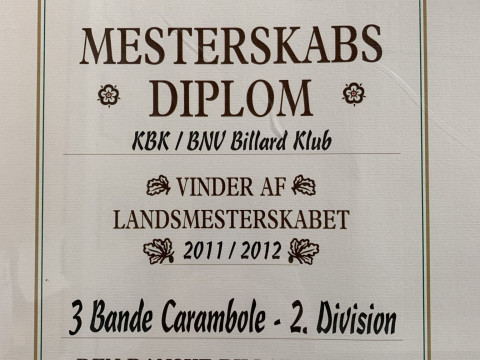 MESTERSKABS
DIPLOM
KBK / BNV Billard Klub
VINDER AF
LANDSMESTERSKABET
2011 / 2012
3 Bande Carambole - 2. Division